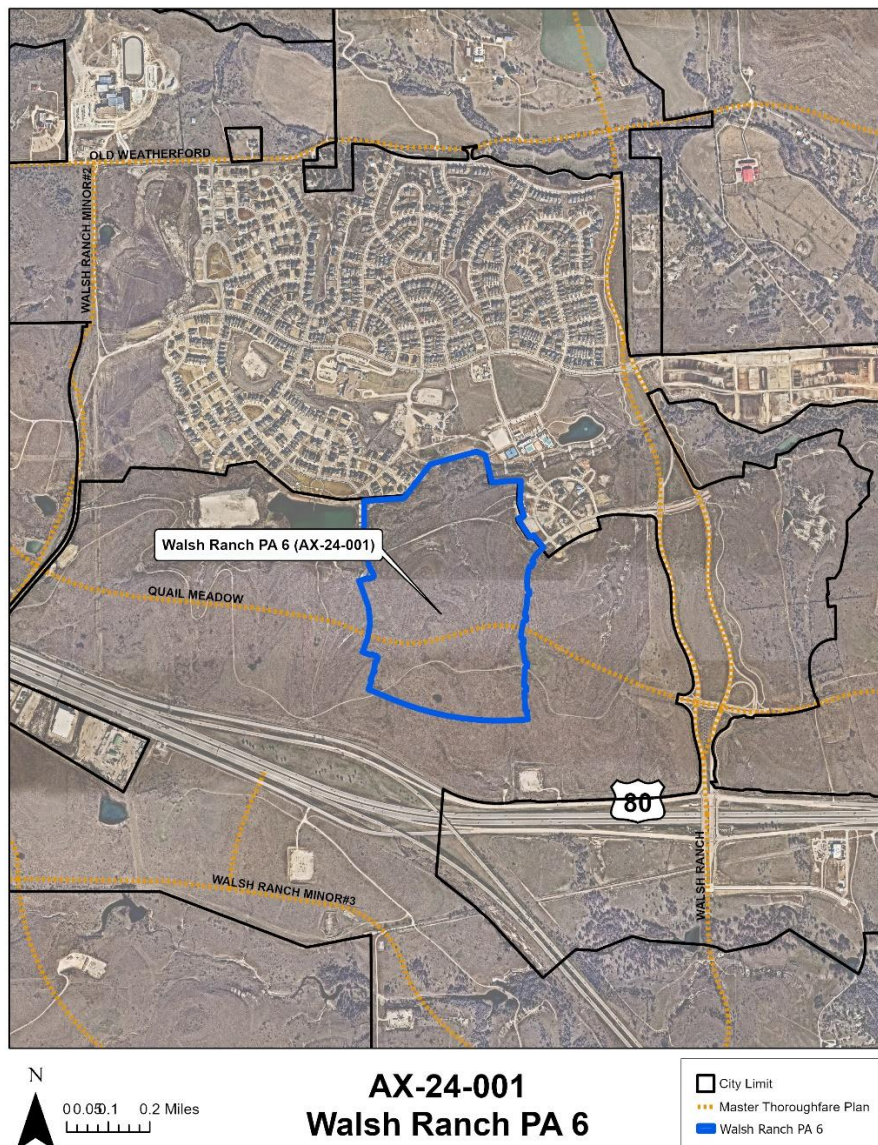 OLD WEATHERFORD
WALSH RANCH MINOR#2
Walsh Ranch PA 6 (AX-24-001)
QUAIL MEADOW
80
WALSH RANCH MINOR#3
WALSH RANCH
N
0 0.05 0.1 0.2 Miles
AX-24-001
Walsh Ranch PA 6
City Limit
Master Thoroughfare Plan
Walsh Ranch PA 6